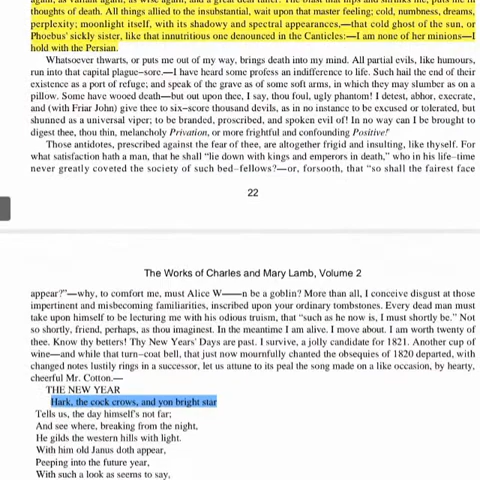 thoughts of death. All things allied to the insubstantial, wait upon that master feeling; cold, numbness, dreams,
perplexity; moonlight itself, with its shadowy and spectral appearances,—that cold ghost of the sun, or
Phoebus' sickly sister, like that innutritious one denounced in the Canticles:—I am none of her minions—I
hold with the Persian.
Whatsoever thwarts, or puts me out of my way, brings death into my mind. All partial evils, like humours,
run into that capital plague-sore.—I have heard some profess an indifference to life. Such hail the end of their
existence as a port of refuge; and speak of the grave as of some soft arms, in which they may slumber as on a
pillow. Some have wooed death—but out upon thee, I say, thou foul, ugly phantom! I detest, abhor, execrate,
and (with Friar John) give thee to six-score thousand devils, as in no instance to be excused or tolerated, but
shunned as a universal viper; to be branded, proscribed, and spoken evil of! In no way can I be brought to
digest thee, thou thin, melancholy Privation, or more frightful and confounding Positive!
Those antidotes, prescribed against the fear of thee, are altogether frigid and insulting, like thyself. For
what satisfaction hath a man, that he shall "lie down with kings and emperors in death," who in his life-time
never greatly coveted the society of such bed-fellows?—or, forsooth, that "so shall the fairest face
22
The Works of Charles and Mary Lamb, Volume 2
appear?"—why, to comfort me, must Alice W——n be a goblin? More than all, I conceive disgust at those
impertinent and misbecoming familiarities, inscribed upon your ordinary tombstones. Every dead man must
take upon himself to be lecturing me with his odious truism, that "such as he now is, I must shortly be." Not
so shortly, friend, perhaps, as thou imaginest. In the meantime I am alive. I move about. I am worth twenty of
thee. Know thy betters! Thy New Years' Days are past. I survive, a jolly candidate for 1821. Another cup of
wine—and while that turn-coat bell, that just now mournfully chanted the obsequies of 1820 departed, with
changed notes lustily rings in a successor, let us attune to its peal the song made on a like occasion, by hearty,
cheerful Mr. Cotton.—
THE NEW YEAR
Hark, the cock crows, and yon bright star
Tells us, the day himself's not far;
And see where, breaking from the night,
He gilds the western hills with light.
With him old Janus doth appear,
Peeping into the future year,
With such a look as seems to say,